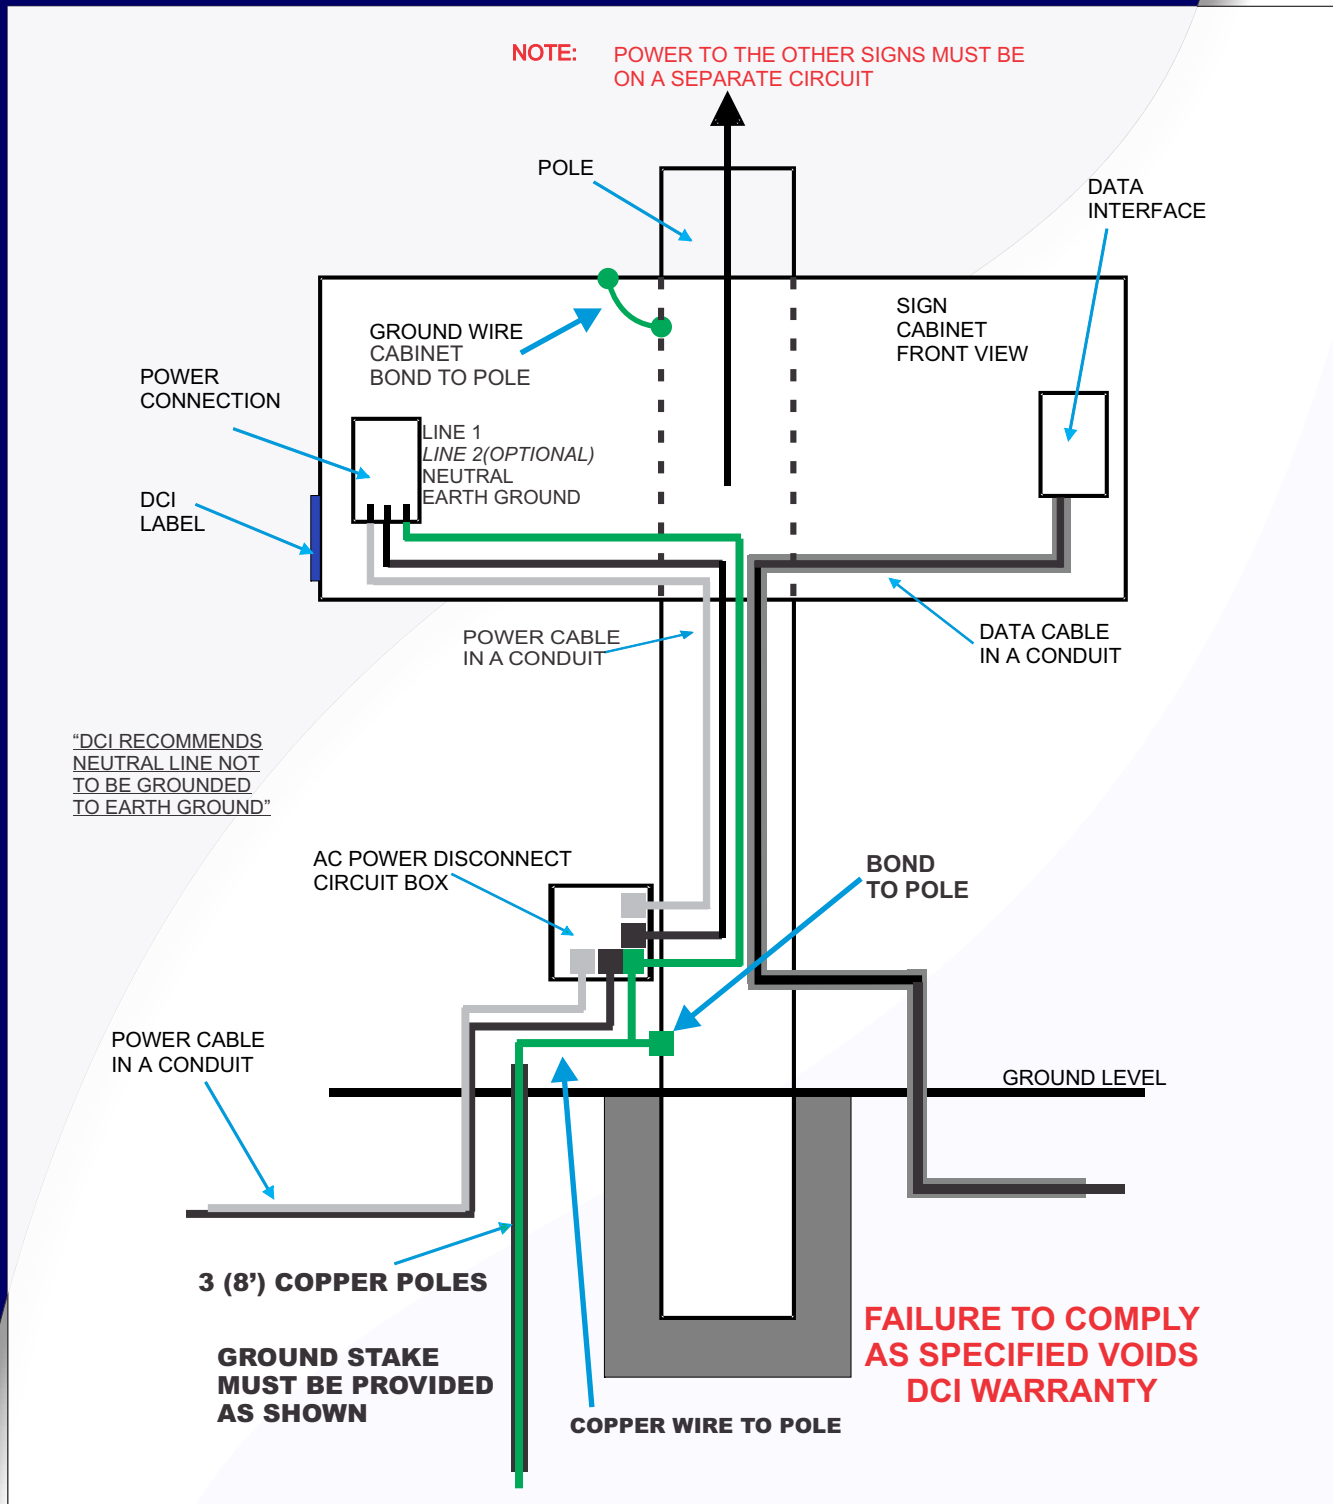 NOTE: POWER TO THE OTHER SIGNS MUST BE
ON A SEPARATE CIRCUIT
POLE
DATA
INTERFACE
SIGN
CABINET
FRONT VIEW
GROUND WIRE
CABINET
BOND TO POLE
POWER
CONNECTION
LINE 1
LINE 2(OPTIONAL)
NEUTRAL
EARTH GROUND
DCI
LABEL
POWER CABLE
IN A CONDUIT
DATA CABLE
IN A CONDUIT
“DCI RECOMMENDS
NEUTRAL LINE NOT
TO BE GROUNDED
TO EARTH GROUND”
AC POWER DISCONNECT
CIRCUIT BOX
BOND
TO POLE
POWER CABLE
IN A CONDUIT
GROUND LEVEL
3 (8’) COPPER POLES
FAILURE TO COMPLY
AS SPECIFIED VOIDS
DCI WARRANTY
GROUND STAKE
MUST BE PROVIDED
AS SHOWN
COPPER WIRE TO POLE